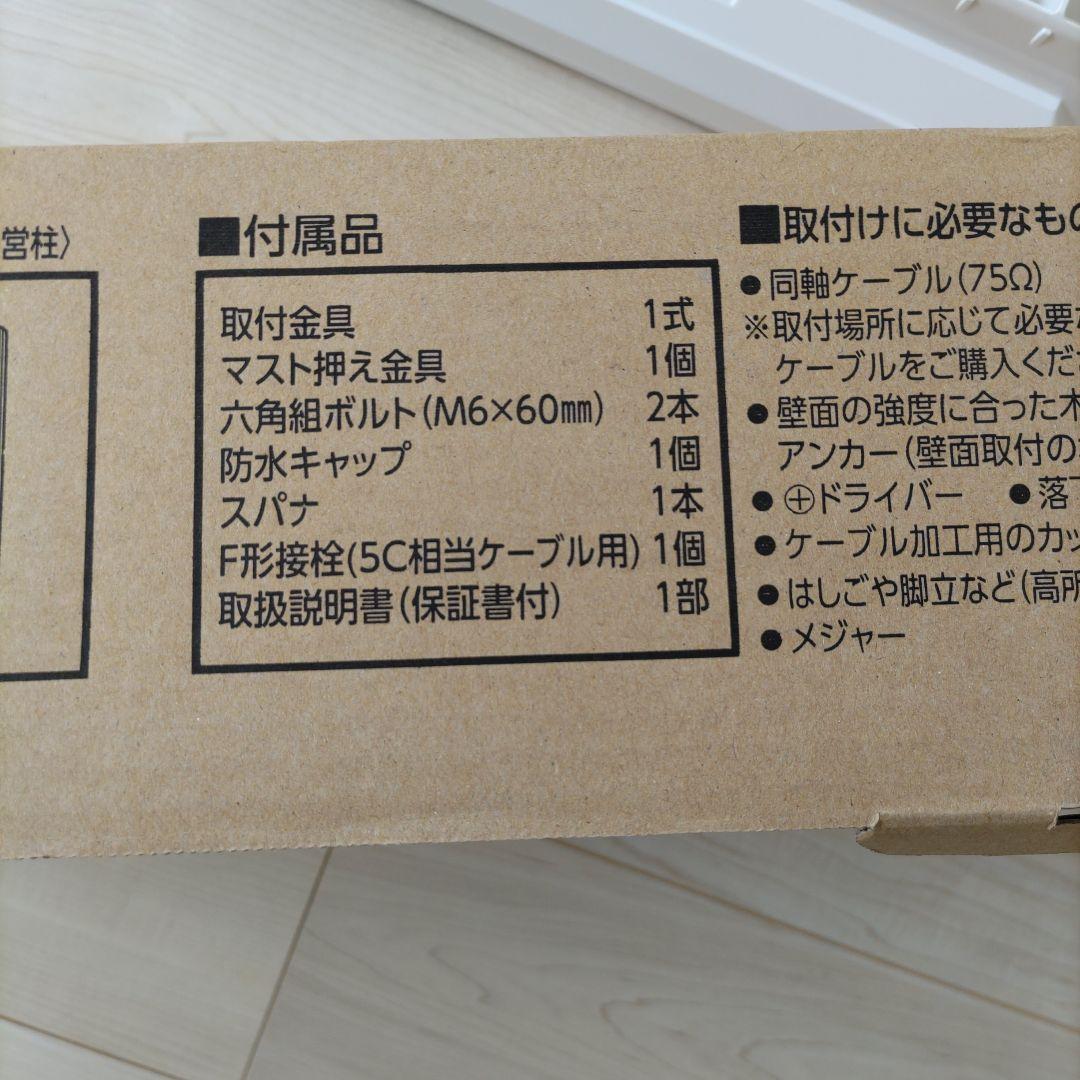 営柱〉
■付属品
取付金具 1式
マスト押え金具 1個
六角組ボルト(M6×60㎜) 2本
防水キャップ 1個
スパナ 1本
F形接栓(5C相当ケーブル用) 1個
取扱説明書(保証書付) 1部
■取付けに必要なもの
●同軸ケーブル(75Ω)
※取付場所に応じて必要な
ケーブルをご購入くださ
●壁面の強度に合った木
アンカー(壁面取付の
●⊕ドライバー ●落下
●ケーブル加工用のカッ
●はしごや脚立など(高所
●メジャー